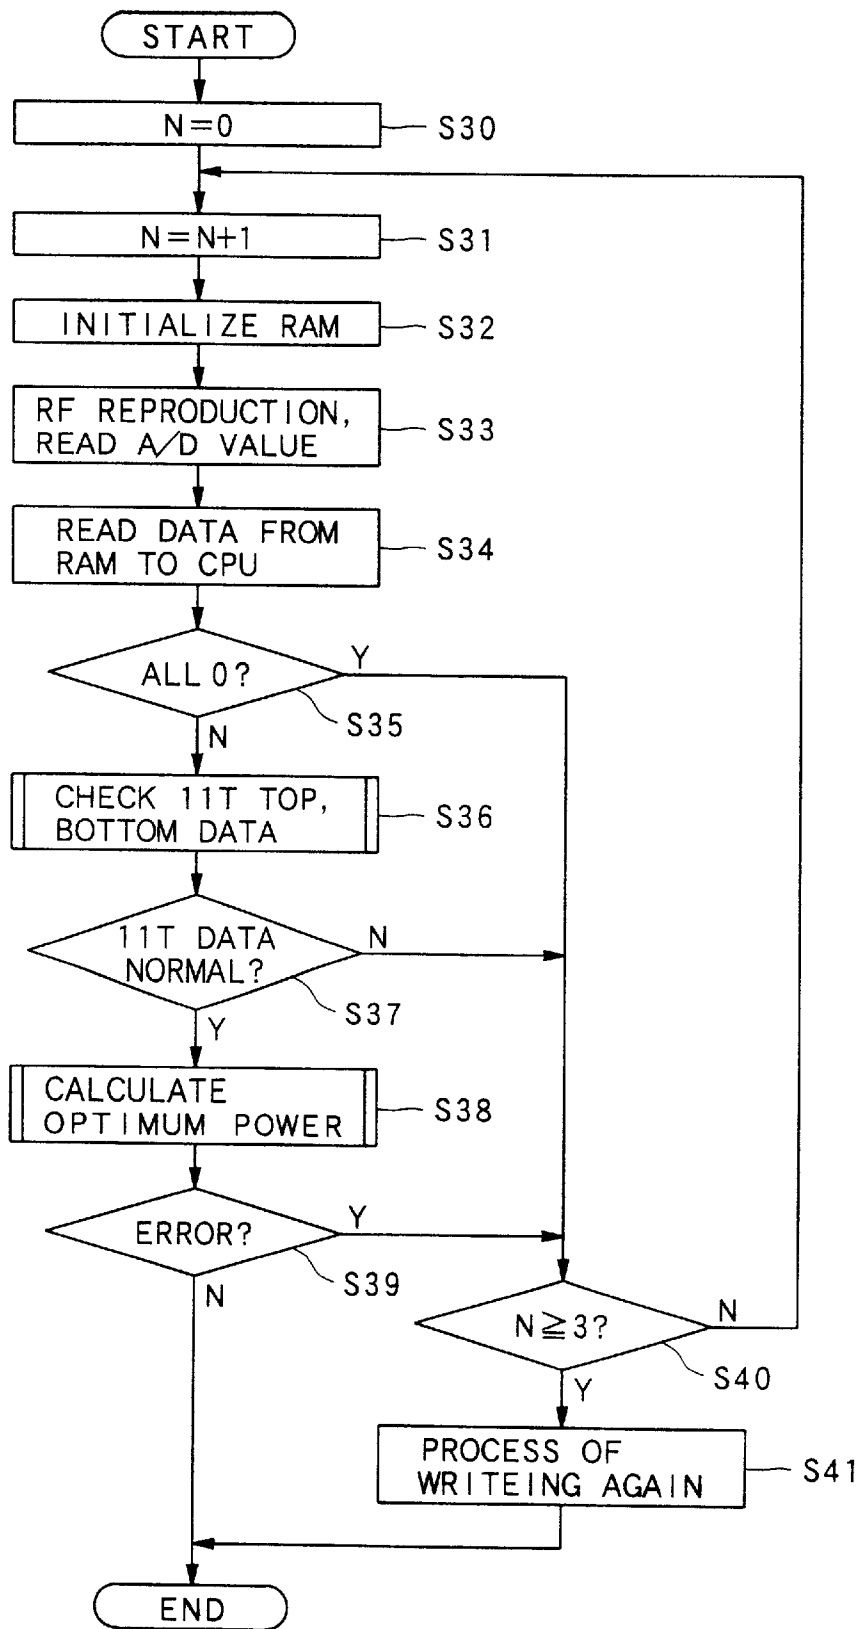 START
N=0
S30
N=N+1
S31
INITIALIZE RAM
S32
RF REPRODUCTION,
READ A/D VALUE
S33
READ DATA FROM
RAM TO CPU
S34
ALL 0?
Y
S35
N
CHECK 11T TOP,
BOTTOM DATA
S36
11T DATA
NORMAL?
N
S37
Y
CALCULATE
OPTIMUM POWER
S38
ERROR?
Y
S39
N
N≧3?
N
S40
Y
PROCESS OF
WRITEING AGAIN
S41
END